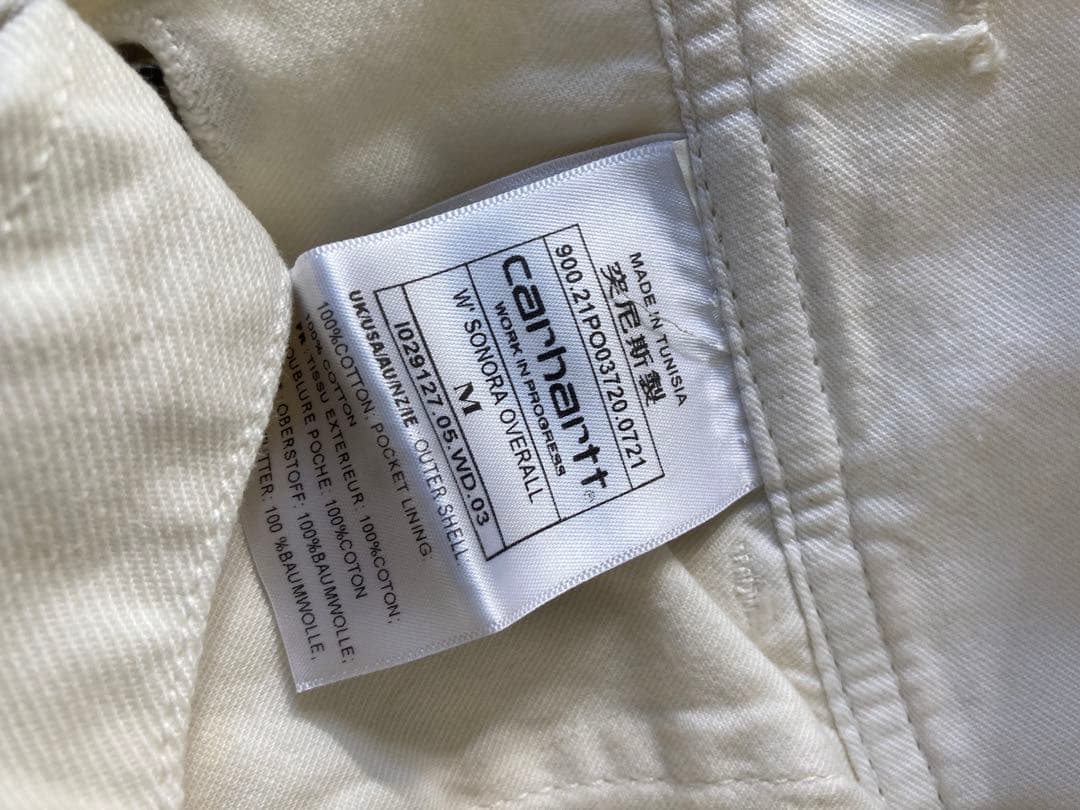 MADE IN TUNISIA
突尼斯製
900.21PO03720.0721
carhartt
WORK IN PROGRESS
W' SONORA OVERALL
M
I029127.05.WD.03
UK/USA/AU/NZ/IE, OUTER SHELL:
100%COTTON; POCKET LINING:
100% COTTON
FR : TISSU EXTERIEUR: 100%COTON;
DOUBLURE POCHE: 100%COTON
OBERSTOFF: 100%BAUMWOLLE;
100 %BAUMWOLLE,